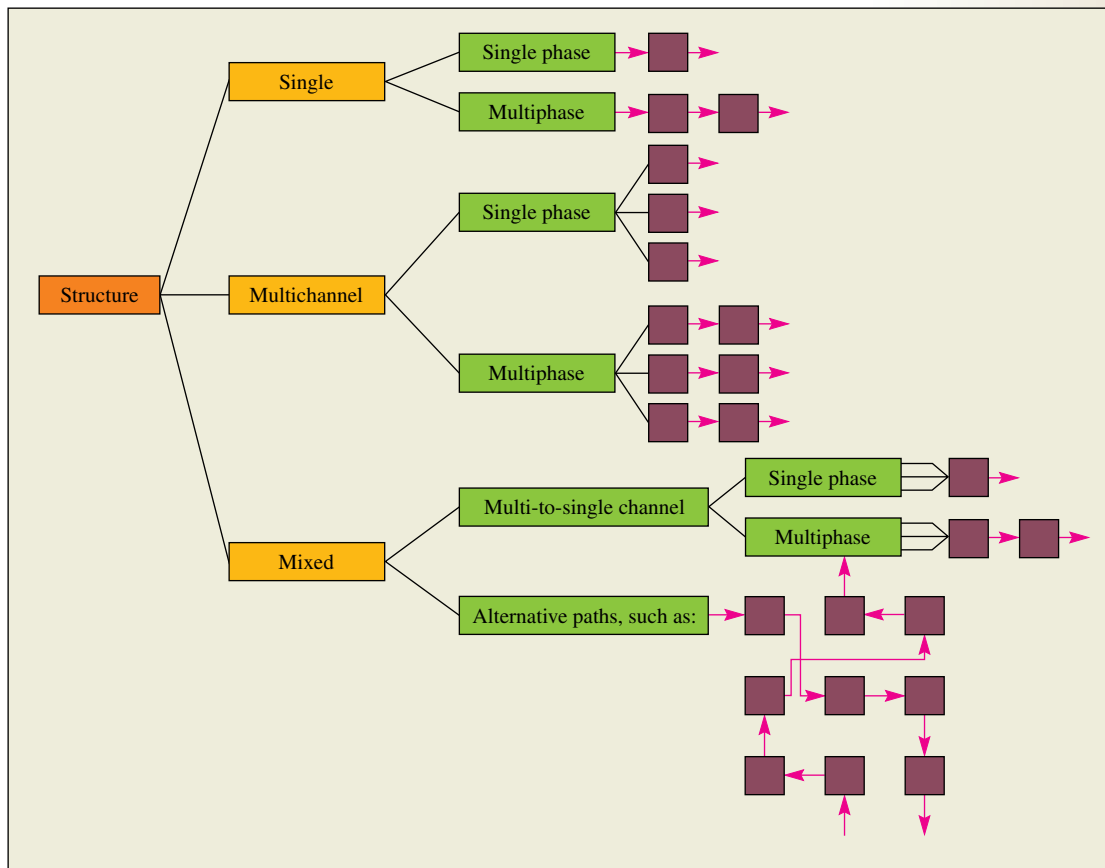 Single phase
Single
Multiphase
Single phase
Structure
Multichannel
Multiphase
Single phase
Multi-to-single channel
Multiphase
Mixed
Alternative paths, such as: